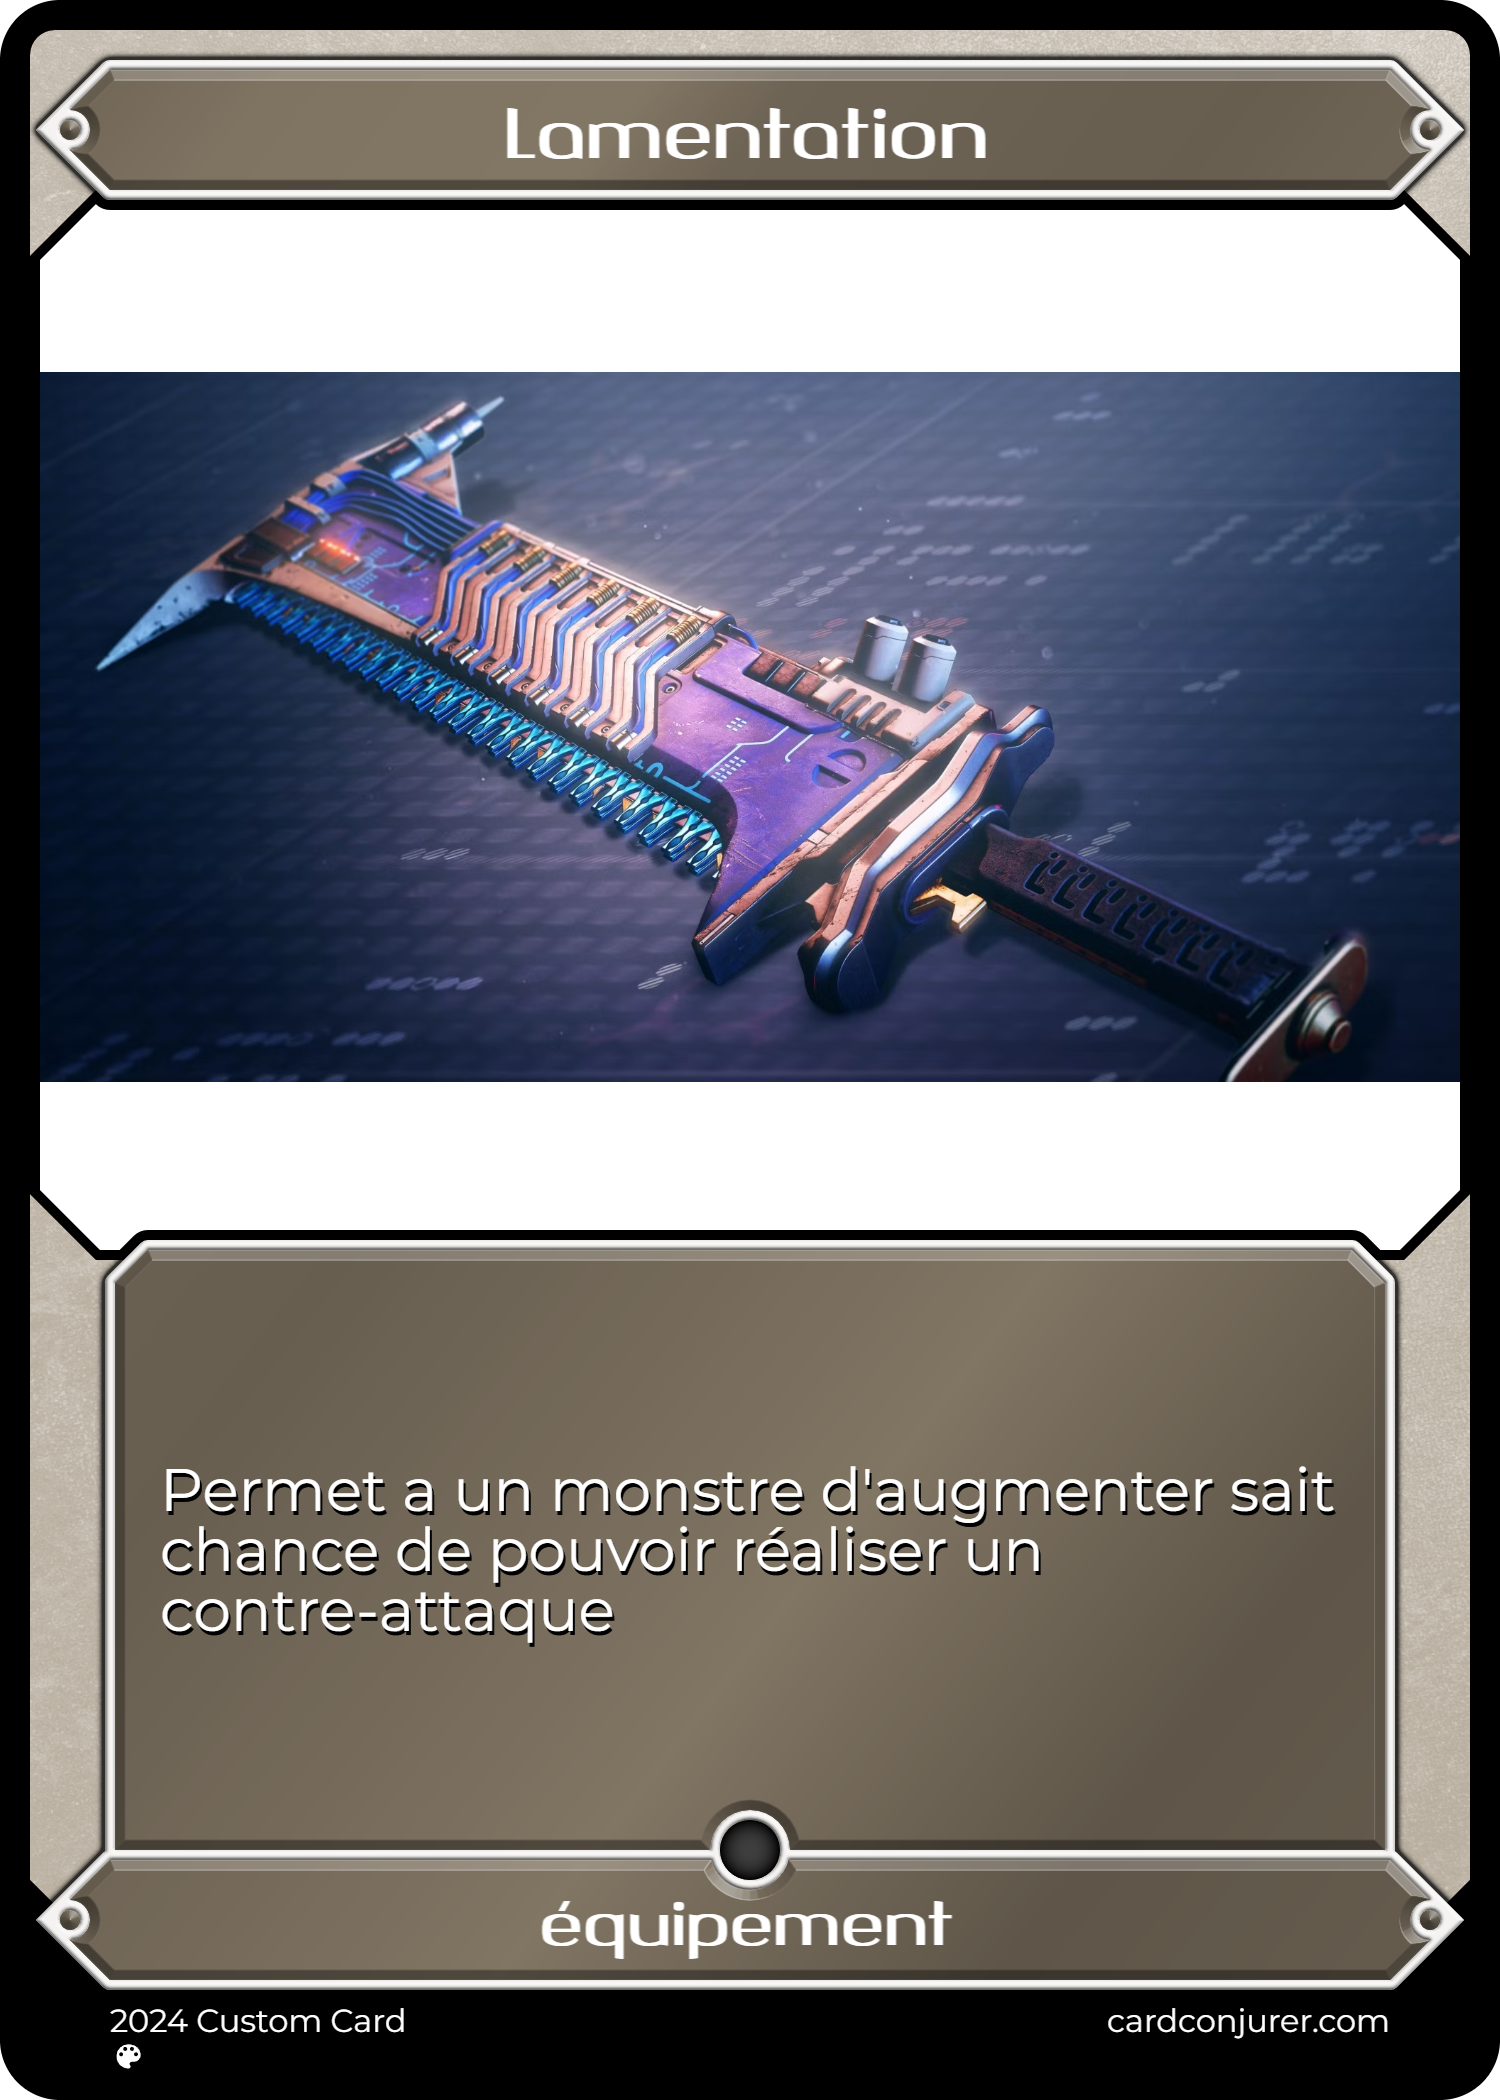 Lamentation
Permet a un monstre d'augmenter sait
chance de pouvoir réaliser un
contre-attaque
équipement
2024 Custom Card
cardconjurer.com